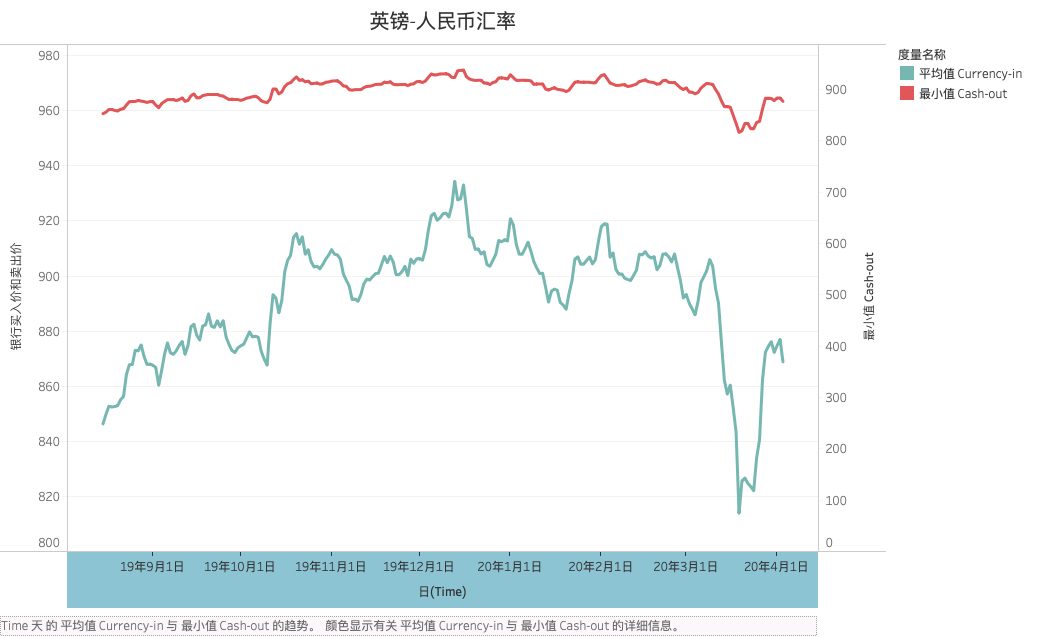 英镑-人民币汇率
度量名称
平均值 Currency-in
最小值 Cash-out
980
960
940
920
900
880
860
840
820
800
银行买入价和卖出价
900
800
700
600
500
400
300
200
100
0
最小值 Cash-out
19年9月1日 19年10月1日 19年11月1日 19年12月1日 20年1月1日 20年2月1日 20年3月1日 20年4月1日
日(Time)
Time 天 的 平均值 Currency-in 与 最小值 Cash-out 的趋势。 颜色显示有关 平均值 Currency-in 与 最小值 Cash-out 的详细信息。